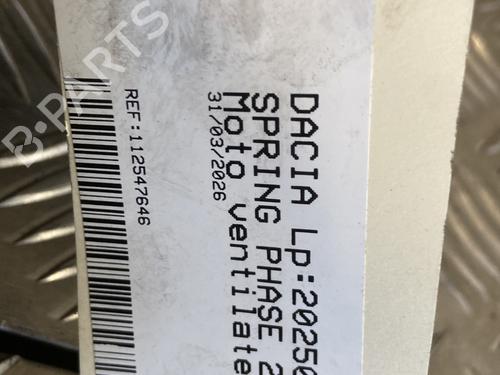 DACIA Lp:20250
SPRING PHASE 2
Moto ventilate
31/03/2026
REF:112547646
B-PARTS